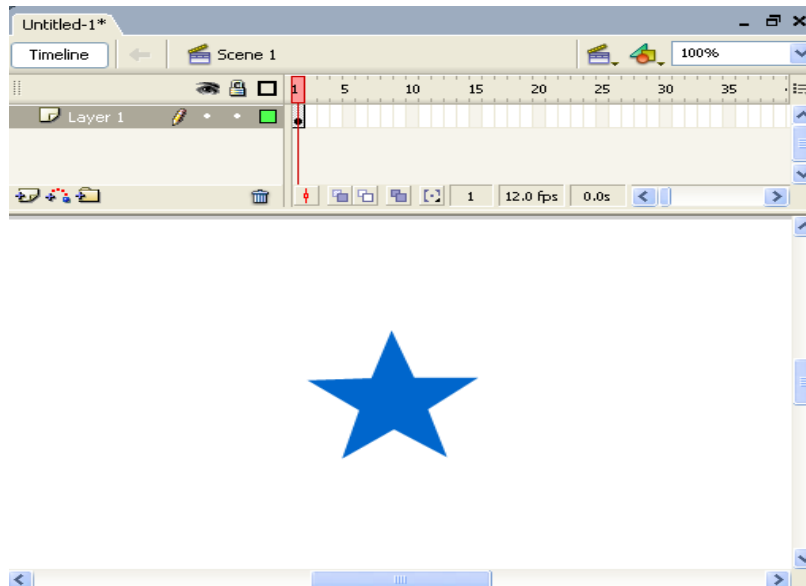 Untitled-1*
Timeline Scene 1 100%
1 5 10 15 20 25 30 35
Layer 1
1 12.0 fps 0.0s